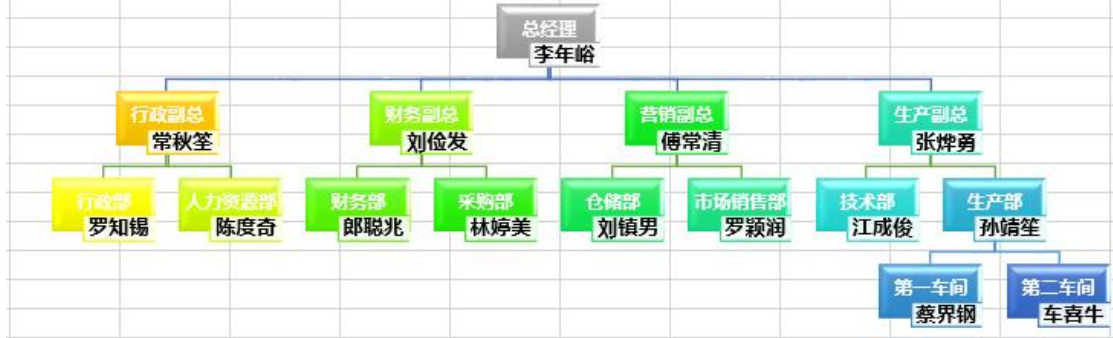 总经理
李年峪
行政副总
常秋筌
财务副总
刘俭发
营销副总
傅常清
生产副总
张烨勇
行政部
罗知锡
人力资源部
陈度奇
财务部
郎聪兆
采购部
林婷美
仓储部
刘镇男
市场销售部
罗颖润
技术部
江成俊
生产部
孙婧笙
第一车间
蔡界钢
第二车间
车喜牛